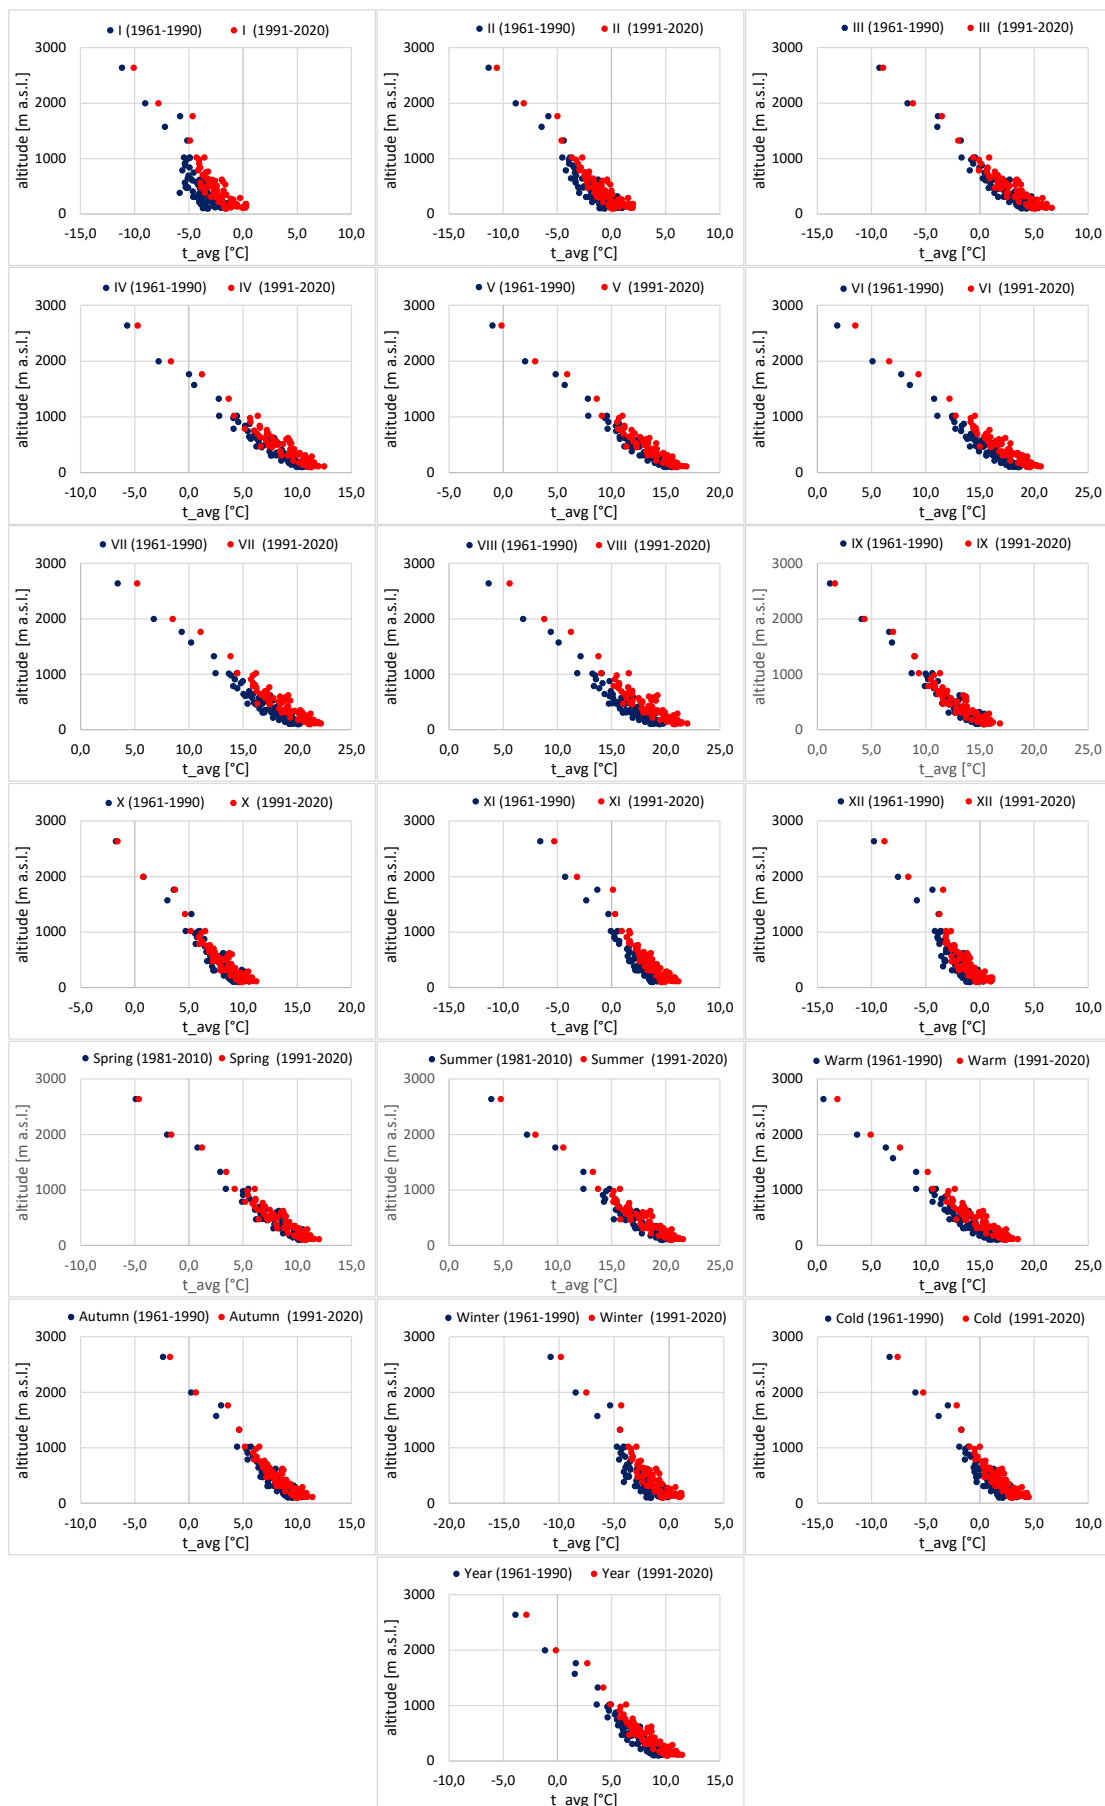 I (1961-1990) I (1991-2020)
altitude [m a.s.l.]
3000
2000
1000
0
-15,0 -10,0 -5,0 0,0 5,0 10,0
t_avg [°C]
II (1961-1990) II (1991-2020)
altitude [m a.s.l.]
3000
2000
1000
0
-15,0 -10,0 -5,0 0,0 5,0 10,0
t_avg [°C]
III (1961-1990) III (1991-2020)
altitude [m a.s.l.]
3000
2000
1000
0
-15,0 -10,0 -5,0 0,0 5,0 10,0
t_avg [°C]
IV (1961-1990) IV (1991-2020)
altitude [m a.s.l.]
3000
2000
1000
0
-10,0 -5,0 0,0 5,0 10,0 15,0
t_avg [°C]
V (1961-1990) V (1991-2020)
altitude [m a.s.l.]
3000
2000
1000
0
-5,0 0,0 5,0 10,0 15,0 20,0
t_avg [°C]
VI (1961-1990) VI (1991-2020)
altitude [m a.s.l.]
3000
2000
1000
0
0,0 5,0 10,0 15,0 20,0 25,0
t_avg [°C]
VII (1961-1990) VII (1991-2020)
altitude [m a.s.l.]
3000
2000
1000
0
0,0 5,0 10,0 15,0 20,0 25,0
t_avg [°C]
VIII (1961-1990) VIII (1991-2020)
altitude [m a.s.l.]
3000
2000
1000
0
0,0 5,0 10,0 15,0 20,0 25,0
t_avg [°C]
IX (1961-1990) IX (1991-2020)
altitude [m a.s.l.]
3000
2000
1000
0
0,0 5,0 10,0 15,0 20,0 25,0
t_avg [°C]
X (1961-1990) X (1991-2020)
altitude [m a.s.l.]
3000
2000
1000
0
-5,0 0,0 5,0 10,0 15,0 20,0
t_avg [°C]
XI (1961-1990) XI (1991-2020)
altitude [m a.s.l.]
3000
2000
1000
0
-15,0 -10,0 -5,0 0,0 5,0 10,0
t_avg [°C]
XII (1961-1990) XII (1991-2020)
altitude [m a.s.l.]
3000
2000
1000
0
-15,0 -10,0 -5,0 0,0 5,0 10,0
t_avg [°C]
Spring (1981-2010) Spring (1991-2020)
altitude [m a.s.l.]
3000
2000
1000
0
-10,0 -5,0 0,0 5,0 10,0 15,0
t_avg [°C]
Summer (1981-2010) Summer (1991-2020)
altitude [m a.s.l.]
3000
2000
1000
0
0,0 5,0 10,0 15,0 20,0 25,0
t_avg [°C]
Warm (1961-1990) Warm (1991-2020)
altitude [m a.s.l.]
3000
2000
1000
0
0,0 5,0 10,0 15,0 20,0 25,0
t_avg [°C]
Autumn (1961-1990) Autumn (1991-2020)
altitude [m a.s.l.]
3000
2000
1000
0
-10,0 -5,0 0,0 5,0 10,0 15,0
t_avg [°C]
Winter (1961-1990) Winter (1991-2020)
altitude [m a.s.l.]
3000
2000
1000
0
-20,0 -15,0 -10,0 -5,0 0,0 5,0
t_avg [°C]
Cold (1961-1990) Cold (1991-2020)
altitude [m a.s.l.]
3000
2000
1000
0
-15,0 -10,0 -5,0 0,0 5,0 10,0
t_avg [°C]
Year (1961-1990) Year (1991-2020)
altitude [m a.s.l.]
3000
2000
1000
0
-10,0 -5,0 0,0 5,0 10,0 15,0
t_avg [°C]